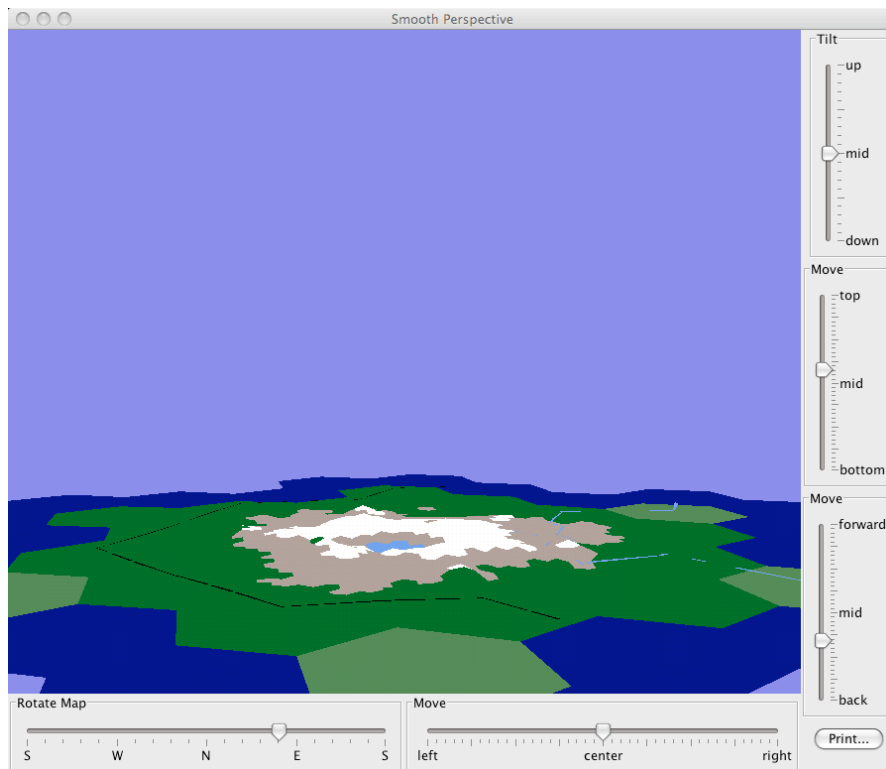 Smooth Perspective
Tilt
up
mid
down
Move
top
mid
bottom
Move
forward
mid
back
Rotate Map
S W N E S
Move
left center right
Print...